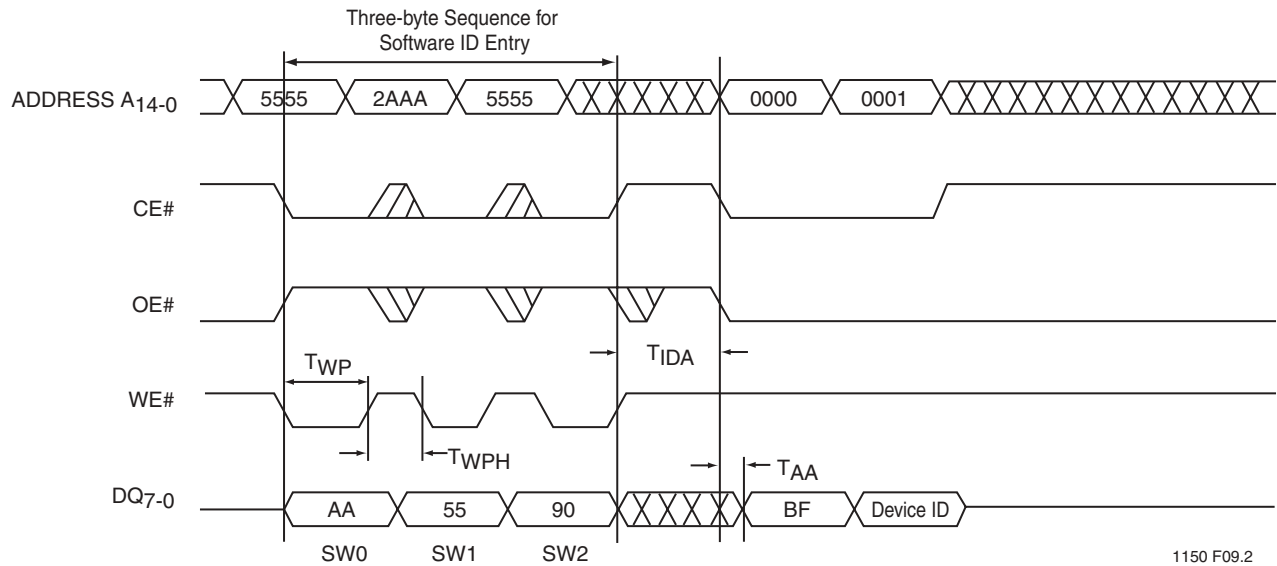 Three-byte Sequence for
Software ID Entry
ADDRESS A14-0 5555 2AAA 5555 0000 0001
CE#
OE#
TWP TIDA
WE#
TWPH TAA
DQ7-0 AA 55 90 BF Device ID
SW0 SW1 SW2
1150 F09.2